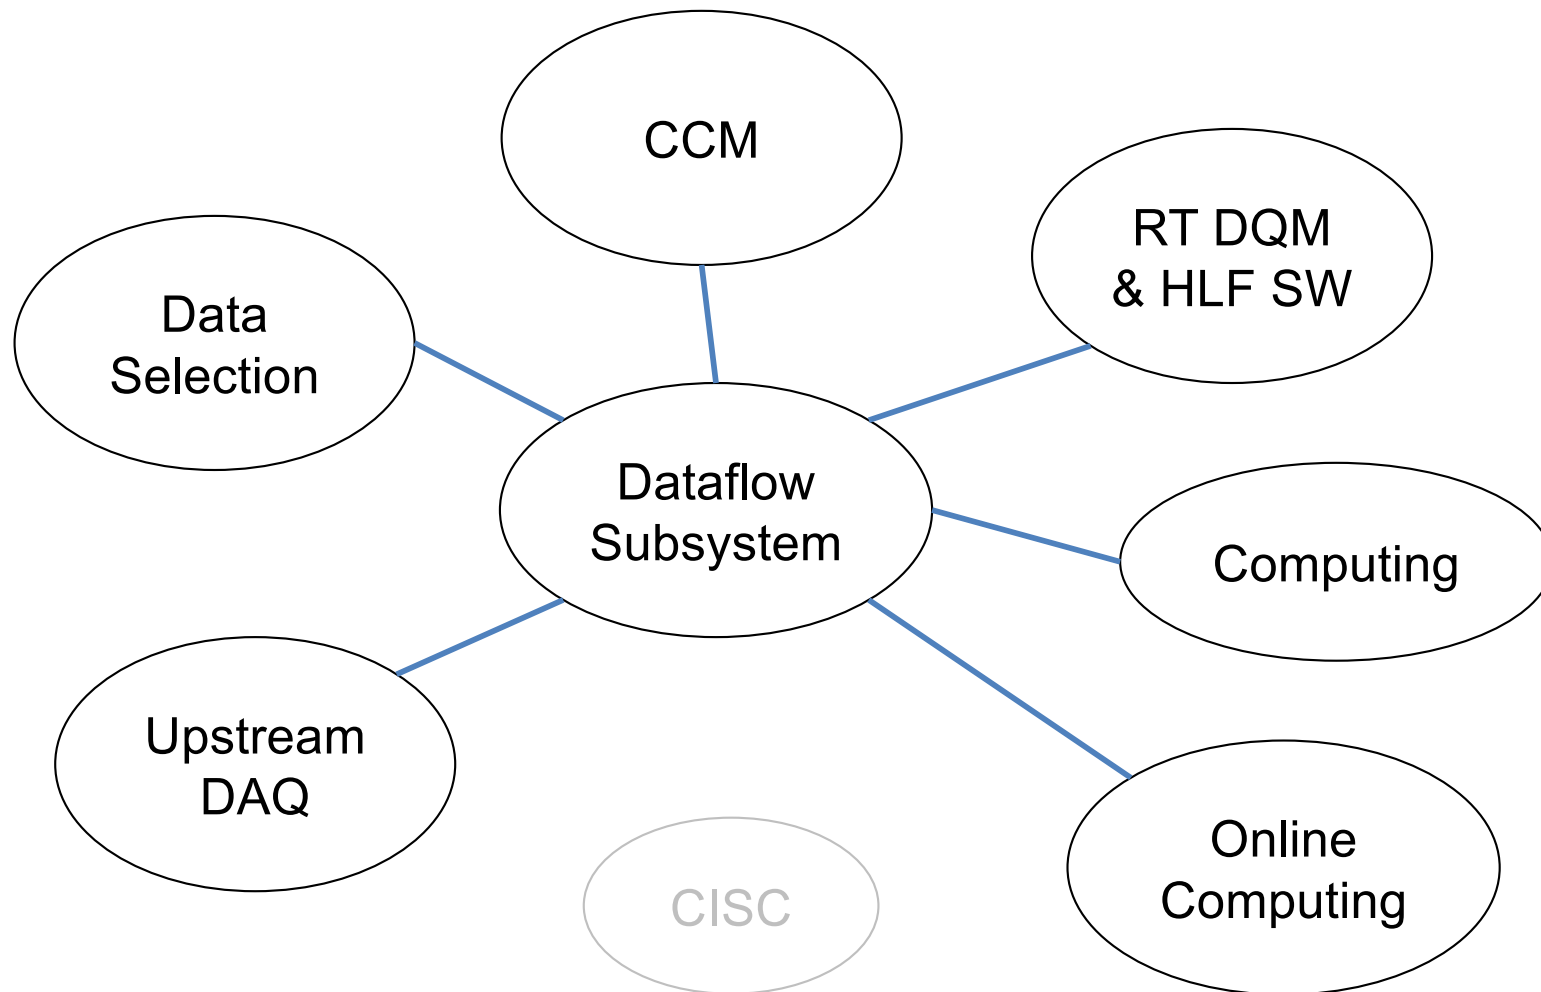 CCM
RT DQM
& HLF SW
Data
Selection
Dataflow
Subsystem
Computing
Upstream
DAQ
Online
Computing
CISC